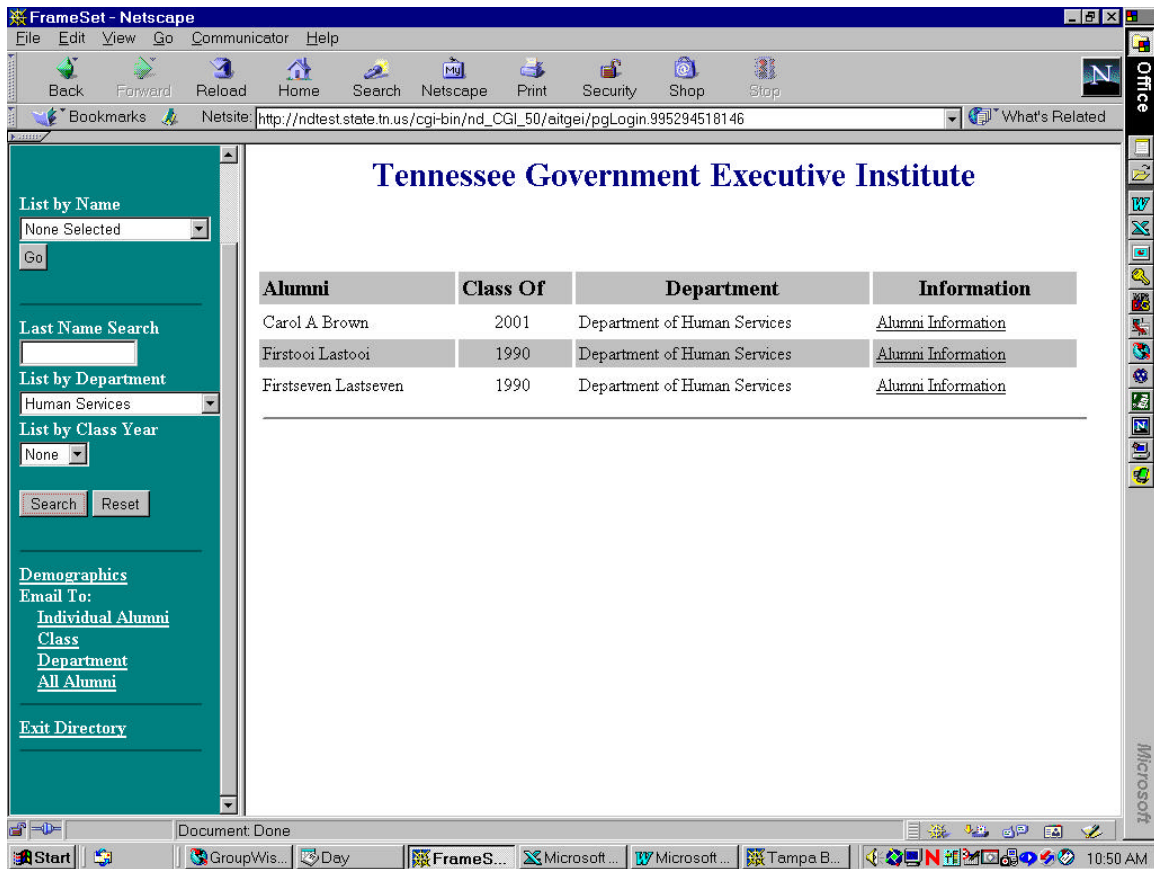 FrameSet - Netscape
File Edit View Go Communicator Help
Back Forward Reload Home Search Netscape Print Security Shop Stop
My
N
Bookmarks Netsite: http://ndtest.state.tn.us/cgi-bin/nd_CGI_50/aitgei/pgLogin.995294518146 What's Related
Office
Tennessee Government Executive Institute
List by Name
None Selected
Go
Last Name Search
List by Department
Human Services
List by Class Year
None
Search Reset
Demographics
Email To:
Individual Alumni
Class
Department
All Alumni
Exit Directory
Alumni Class Of Department Information
Carol A Brown 2001 Department of Human Services Alumni Information
Firstooi Lastooi 1990 Department of Human Services Alumni Information
Firstseven Lastseven 1990 Department of Human Services Alumni Information
Microsoft
Document: Done
Start GroupWis... Day FrameS... Microsoft ... Microsoft ... Tampa B... 10:50 AM